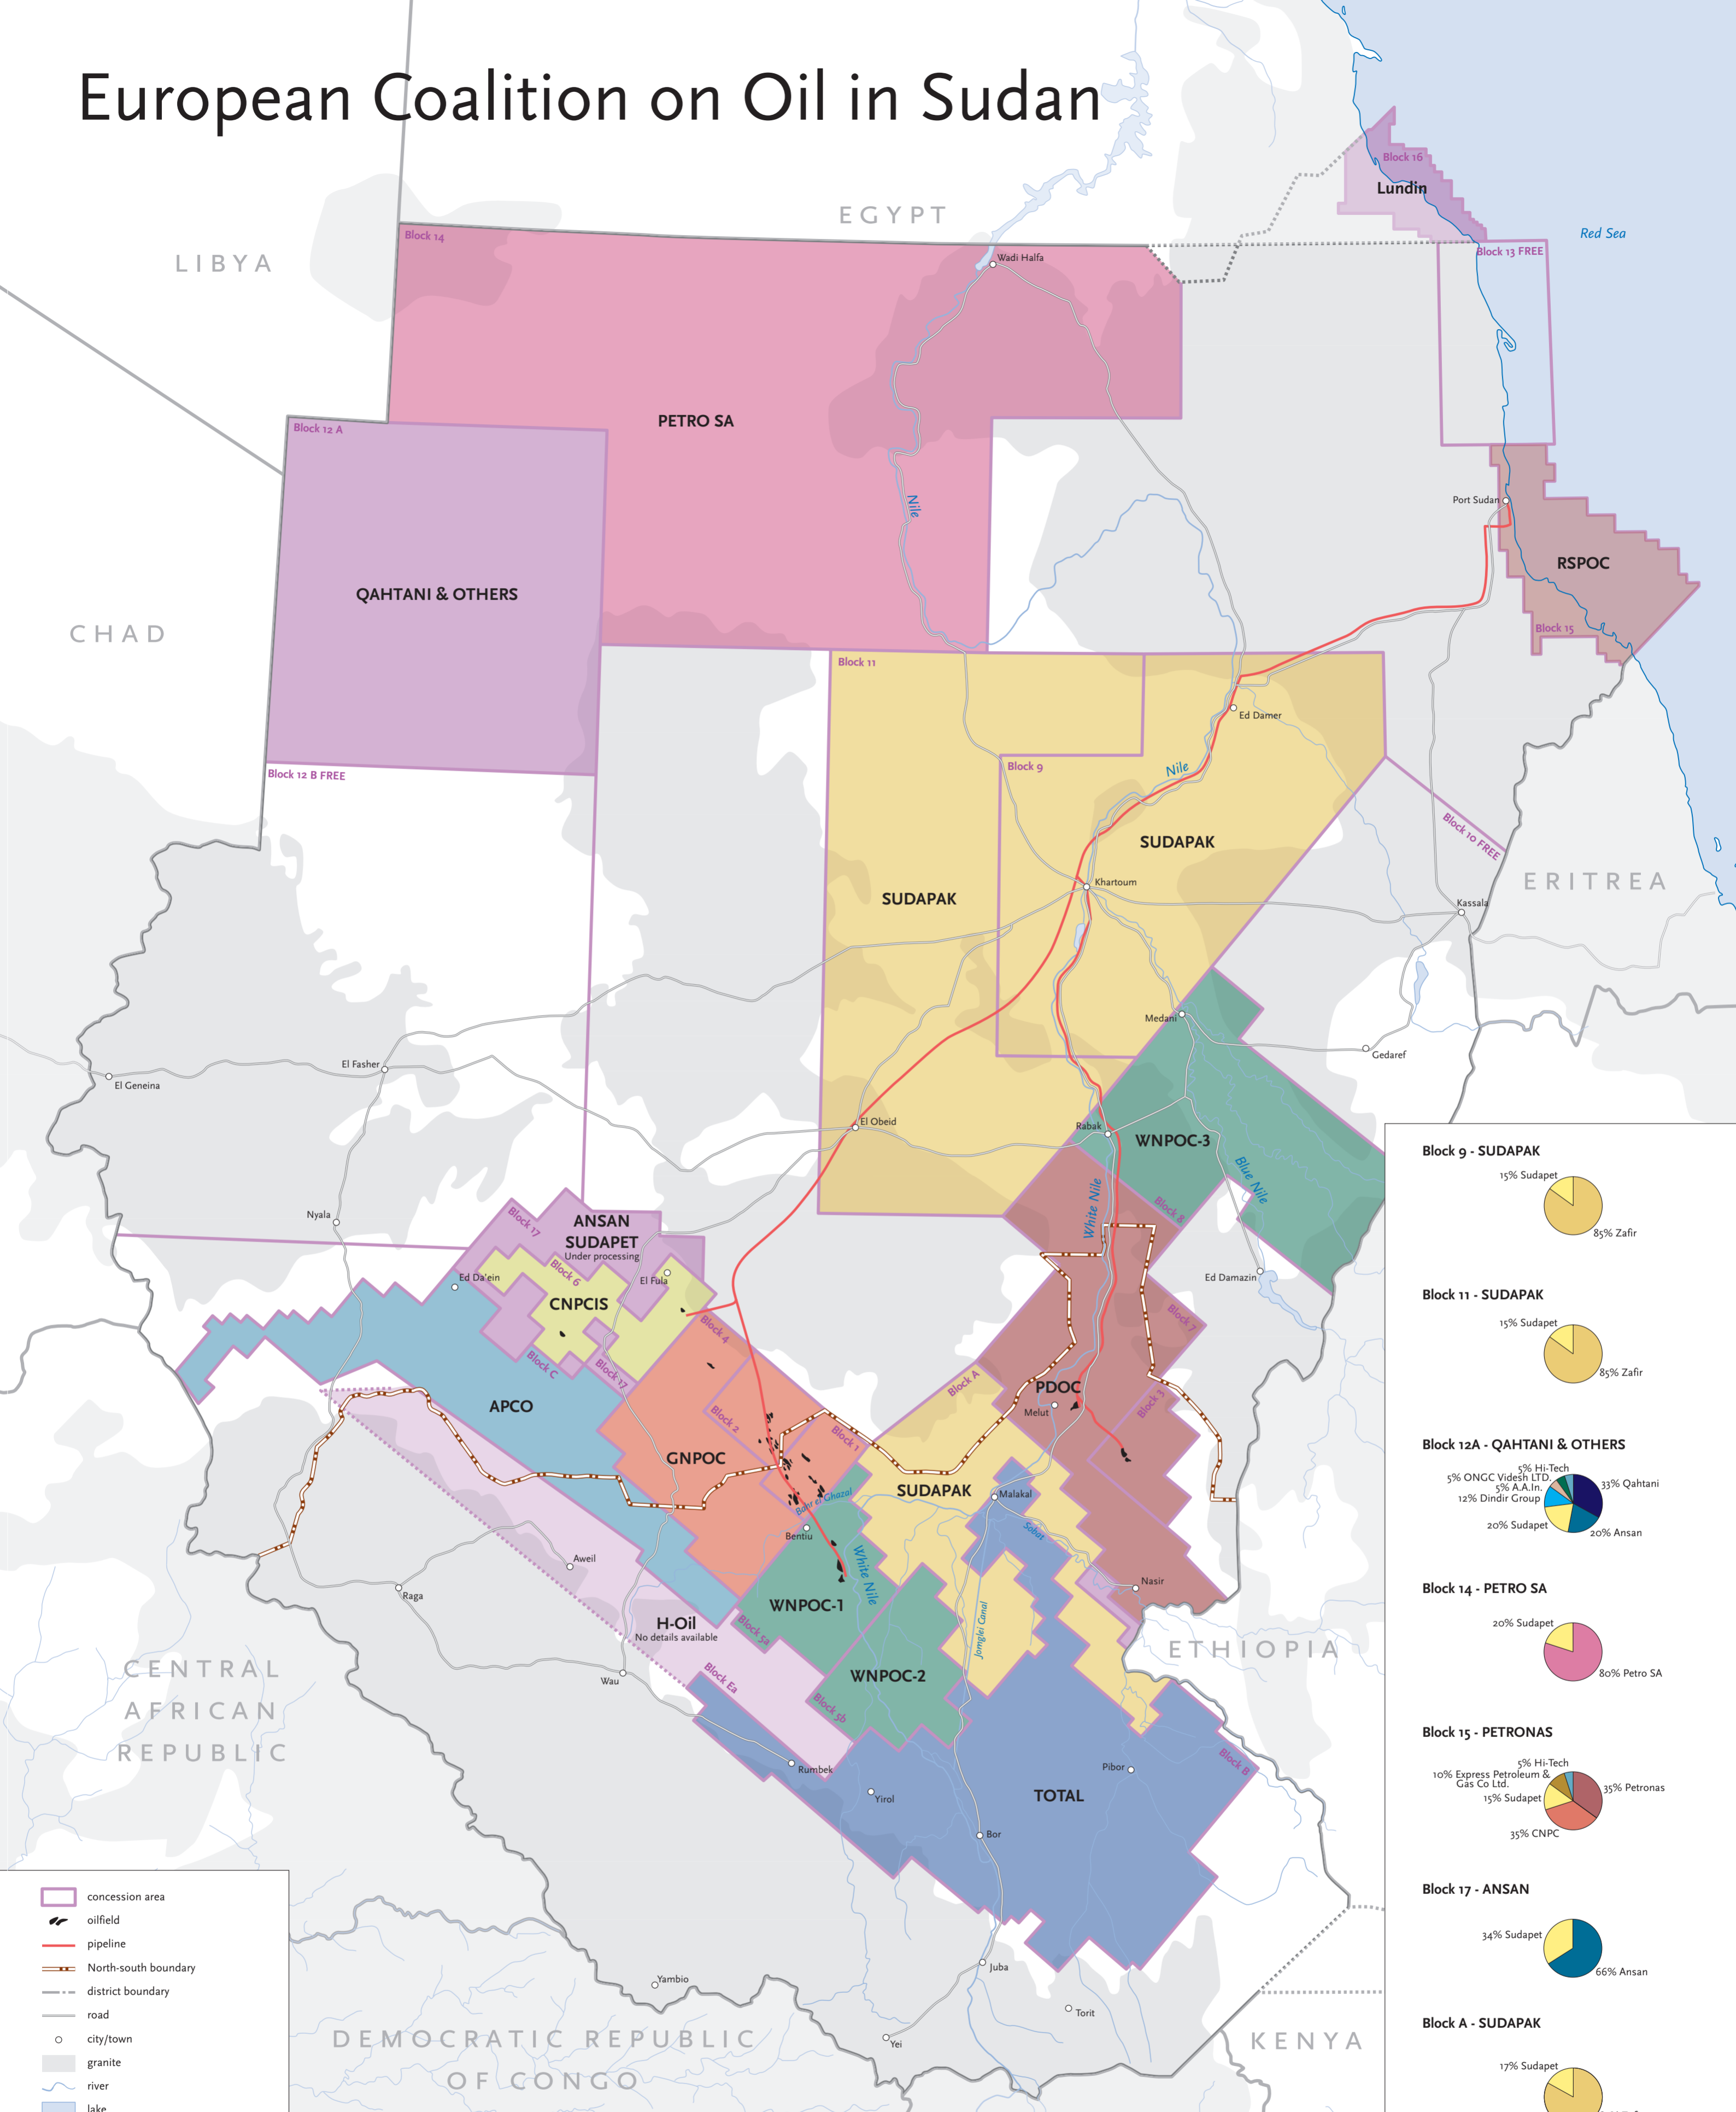 European Coalition on Oil in Sudan
EGYPT
LIBYA
CHAD
ERITREA
ETHIOPIA
KENYA
CENTRAL
AFRICAN
REPUBLIC
DEMOCRATIC REPUBLIC
OF CONGO
Block 16
Lundin
Red Sea
Block 13 FREE
Block 14
Wadi Halfa
PETRO SA
Nile
Block 12 A
QAHTANI & OTHERS
Block 12 B FREE
Port Sudan
RSPOC
Block 15
Block 11
Ed Damer
Block 9
Nile
SUDAPAK
SUDAPAK
Khartoum
Block 10 FREE
Kassala
Medani
Gedaref
El Fasher
El Geneina
El Obeid
Rabak
WNPOC-3
Blue Nile
White Nile
Block 8
Nyala
Block 17
ANSAN
SUDAPET
Under processing
Block 6
El Fula
Ed Da'ein
CNPCIS
Block C
Block 17
Block 4
Ed Damazin
Block 7
Block A
PDOC
Melut
Block 3
APCO
Block 2
Block 1
GNPOC
SUDAPAK
Bahr el Ghazal
Bentiu
Malakal
Sobat
Nasir
Aweil
Raga
White Nile
WNPOC-1
Block 5a
H-Oil
No details available
Jomglei Canal
Wau
Block Ea
WNPOC-2
Block 5b
Rumbek
Yirol
Pibor
Block B
TOTAL
Bor
Juba
Yambio
Torit
Yei
concession area
oilfield
pipeline
North-south boundary
district boundary
road
city/town
granite
river
lake
Block 9 - SUDAPAK
15% Sudapet
85% Zafir
Block 11 - SUDAPAK
15% Sudapet
85% Zafir
Block 12A - QAHTANI & OTHERS
5% Hi-Tech
5% ONGC Videsh LTD.
5% A.A.In.
12% Dindir Group
20% Sudapet
33% Qahtani
20% Ansan
Block 14 - PETRO SA
20% Sudapet
80% Petro SA
Block 15 - PETRONAS
5% Hi-Tech
10% Express Petroleum &
Gas Co Ltd.
15% Sudapet
35% Petronas
35% CNPC
Block 17 - ANSAN
34% Sudapet
66% Ansan
Block A - SUDAPAK
17% Sudapet